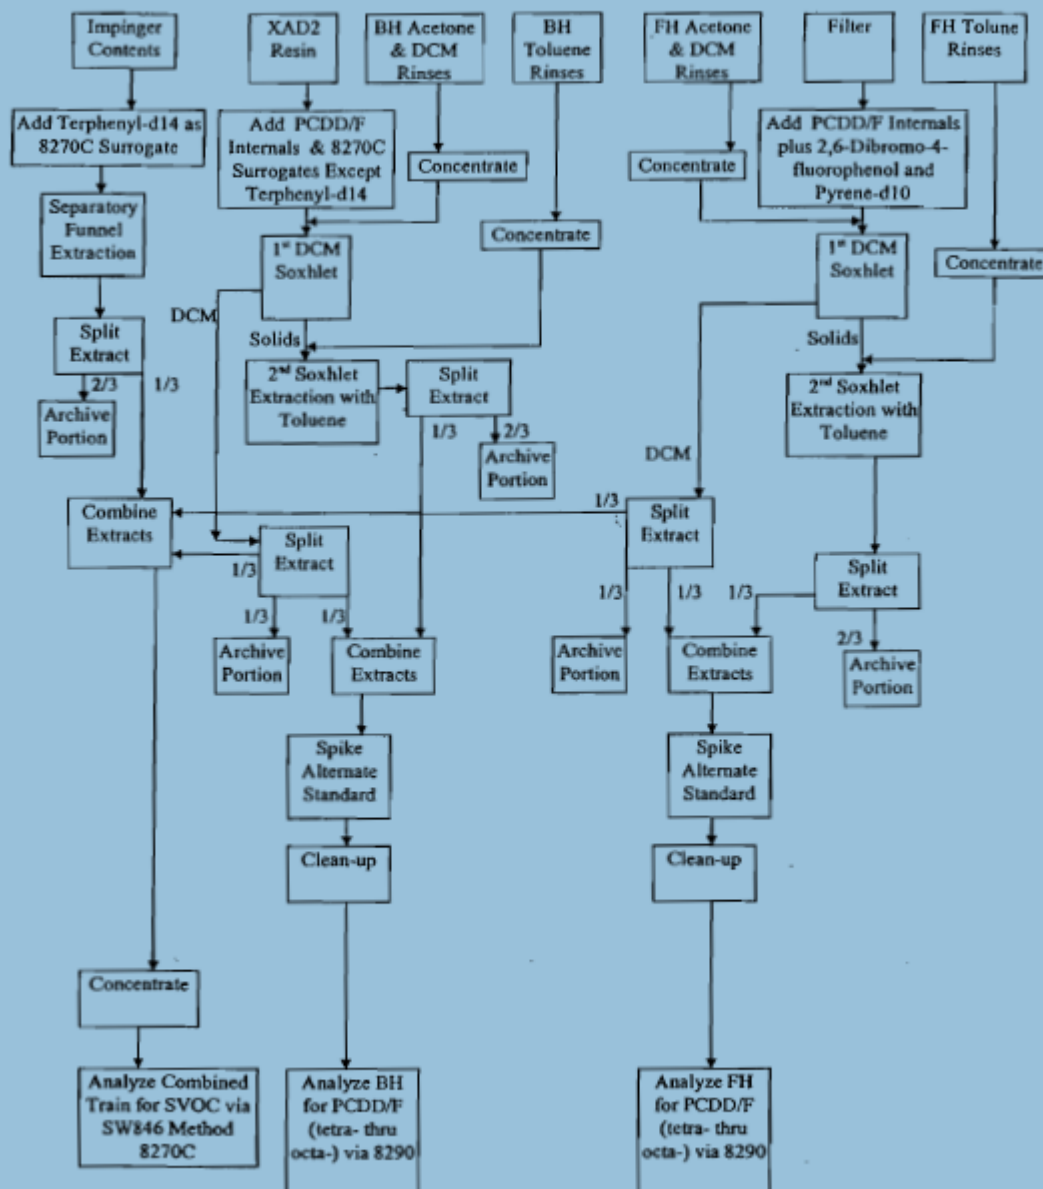 Impinger
Contents
XAD2
Resin
BH Acetone
& DCM
Rinses
BH
Toluene
Rinses
FH Acetone
& DCM
Rinses
Filter
FH Tolune
Rinses
Add Terphenyl-d14 as
8270C Surrogate
Add PCDD/F
Internals & 8270C
Surrogates Except
Terphenyl-d14
Concentrate
Concentrate
Add PCDD/F Internals
plus 2,6-Dibromo-4-
fluorophenol and
Pyrene-d10
Concentrate
Separatory
Funnel
Extraction
Concentrate
1st DCM
Soxhlet
1st DCM
Soxhlet
DCM
Solids
Solids
Split
Extract
2/3
1/3
Archive
Portion
2nd Soxhlet
Extraction with
Toluene
Split
Extract
1/3
2/3
Archive
Portion
2nd Soxhlet
Extraction with
Toluene
DCM
Combine
Extracts
1/3
Split
Extract
Split
Extract
1/3
1/3
1/3
1/3
1/3
Split
Extract
1/3
2/3
Archive
Portion
Combine
Extracts
Archive
Portion
Combine
Extracts
Archive
Portion
Spike
Alternate
Standard
Spike
Alternate
Standard
Clean-up
Clean-up
Concentrate
Analyze Combined
Train for SVOC via
SW846 Method
8270C
Analyze BH
for PCDD/F
(tetra- thru
octa-) via 8290
Analyze FH
for PCDD/F
(tetra- thru
octa-) via 8290